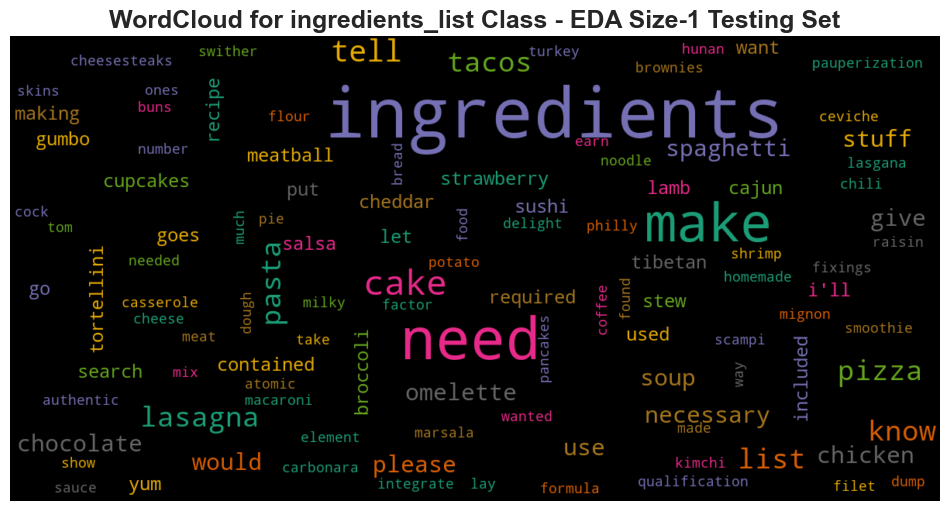 WordCloud for ingredients_list Class - EDA Size-1 Testing Set
swither tell turkey hunan want
cheesesteaks tacos brownies pauperization
skins ones recipe ingredients
making buns flour ceviche
gumbo number bread earn spaghetti stuff
meatball noodle lasgana
cupcakes put strawberry lamb cajun chili
cock cheddar sushi make give
tom much pie food delight philly
goes salsa let raisin
needed potato tibetan shrimp fixings
go tortellini pasta cake homemade i'll
casserole dough milky factor required coffee found stew mignon
cheese meat take need pancakes used scampi smoothie
search mix contained broccoli soup way included pizza
authentic atomic macaroni omelette
lasagna wanted necessary
chocolate element marsala made know
show would carbonara please use kimchi list chicken
sauce yum integrate lay formula qualification filet dump